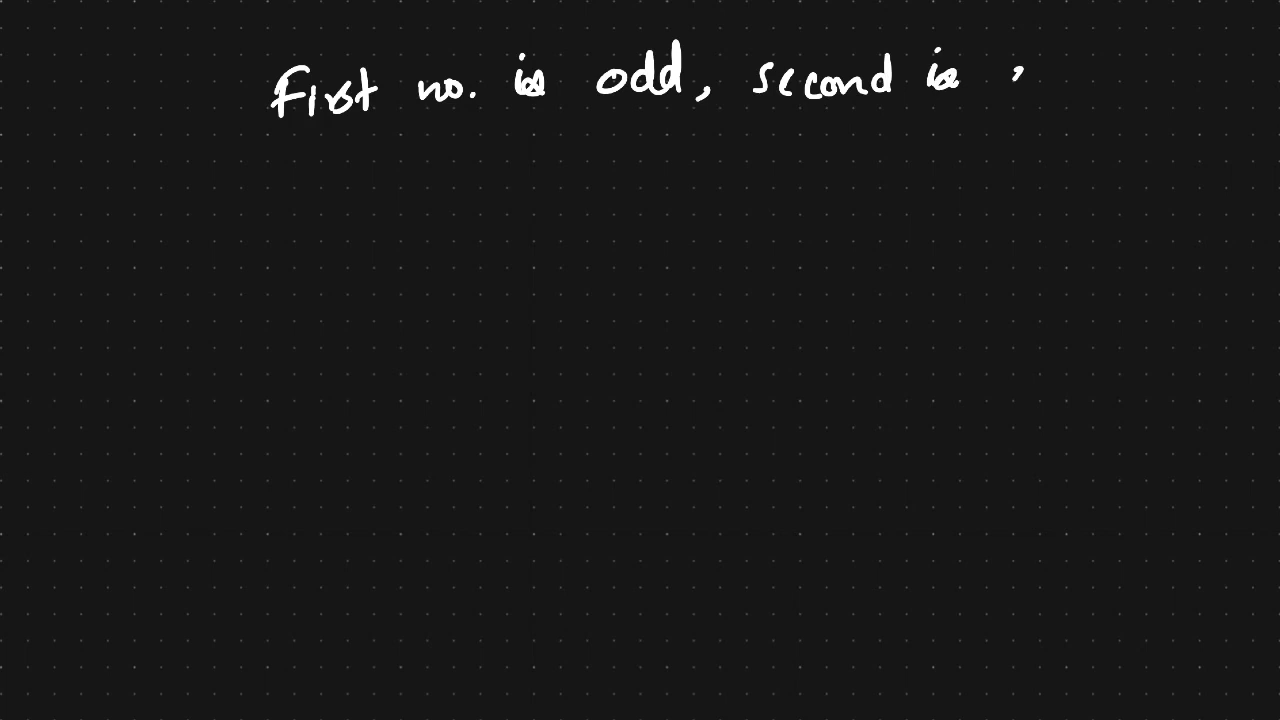 First no. is odd, second is